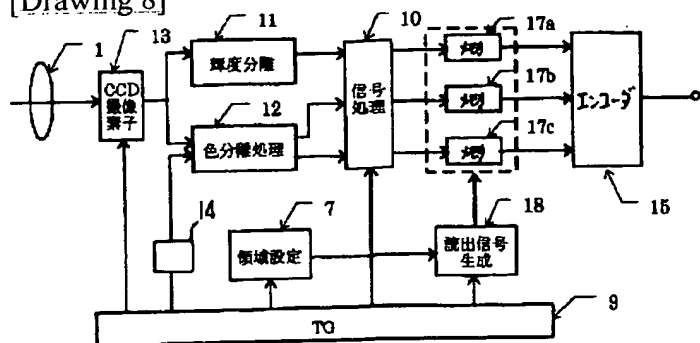 [Drawing 8]
1
13
11
10
17a
17b
17c
CCD
撮像
素子
輝度分離
12
色分離処理
信号
処理
メモリ
メモリ
メモリ
エンコーダ
15
14
7
領域設定
18
読出信号
生成
9
TG